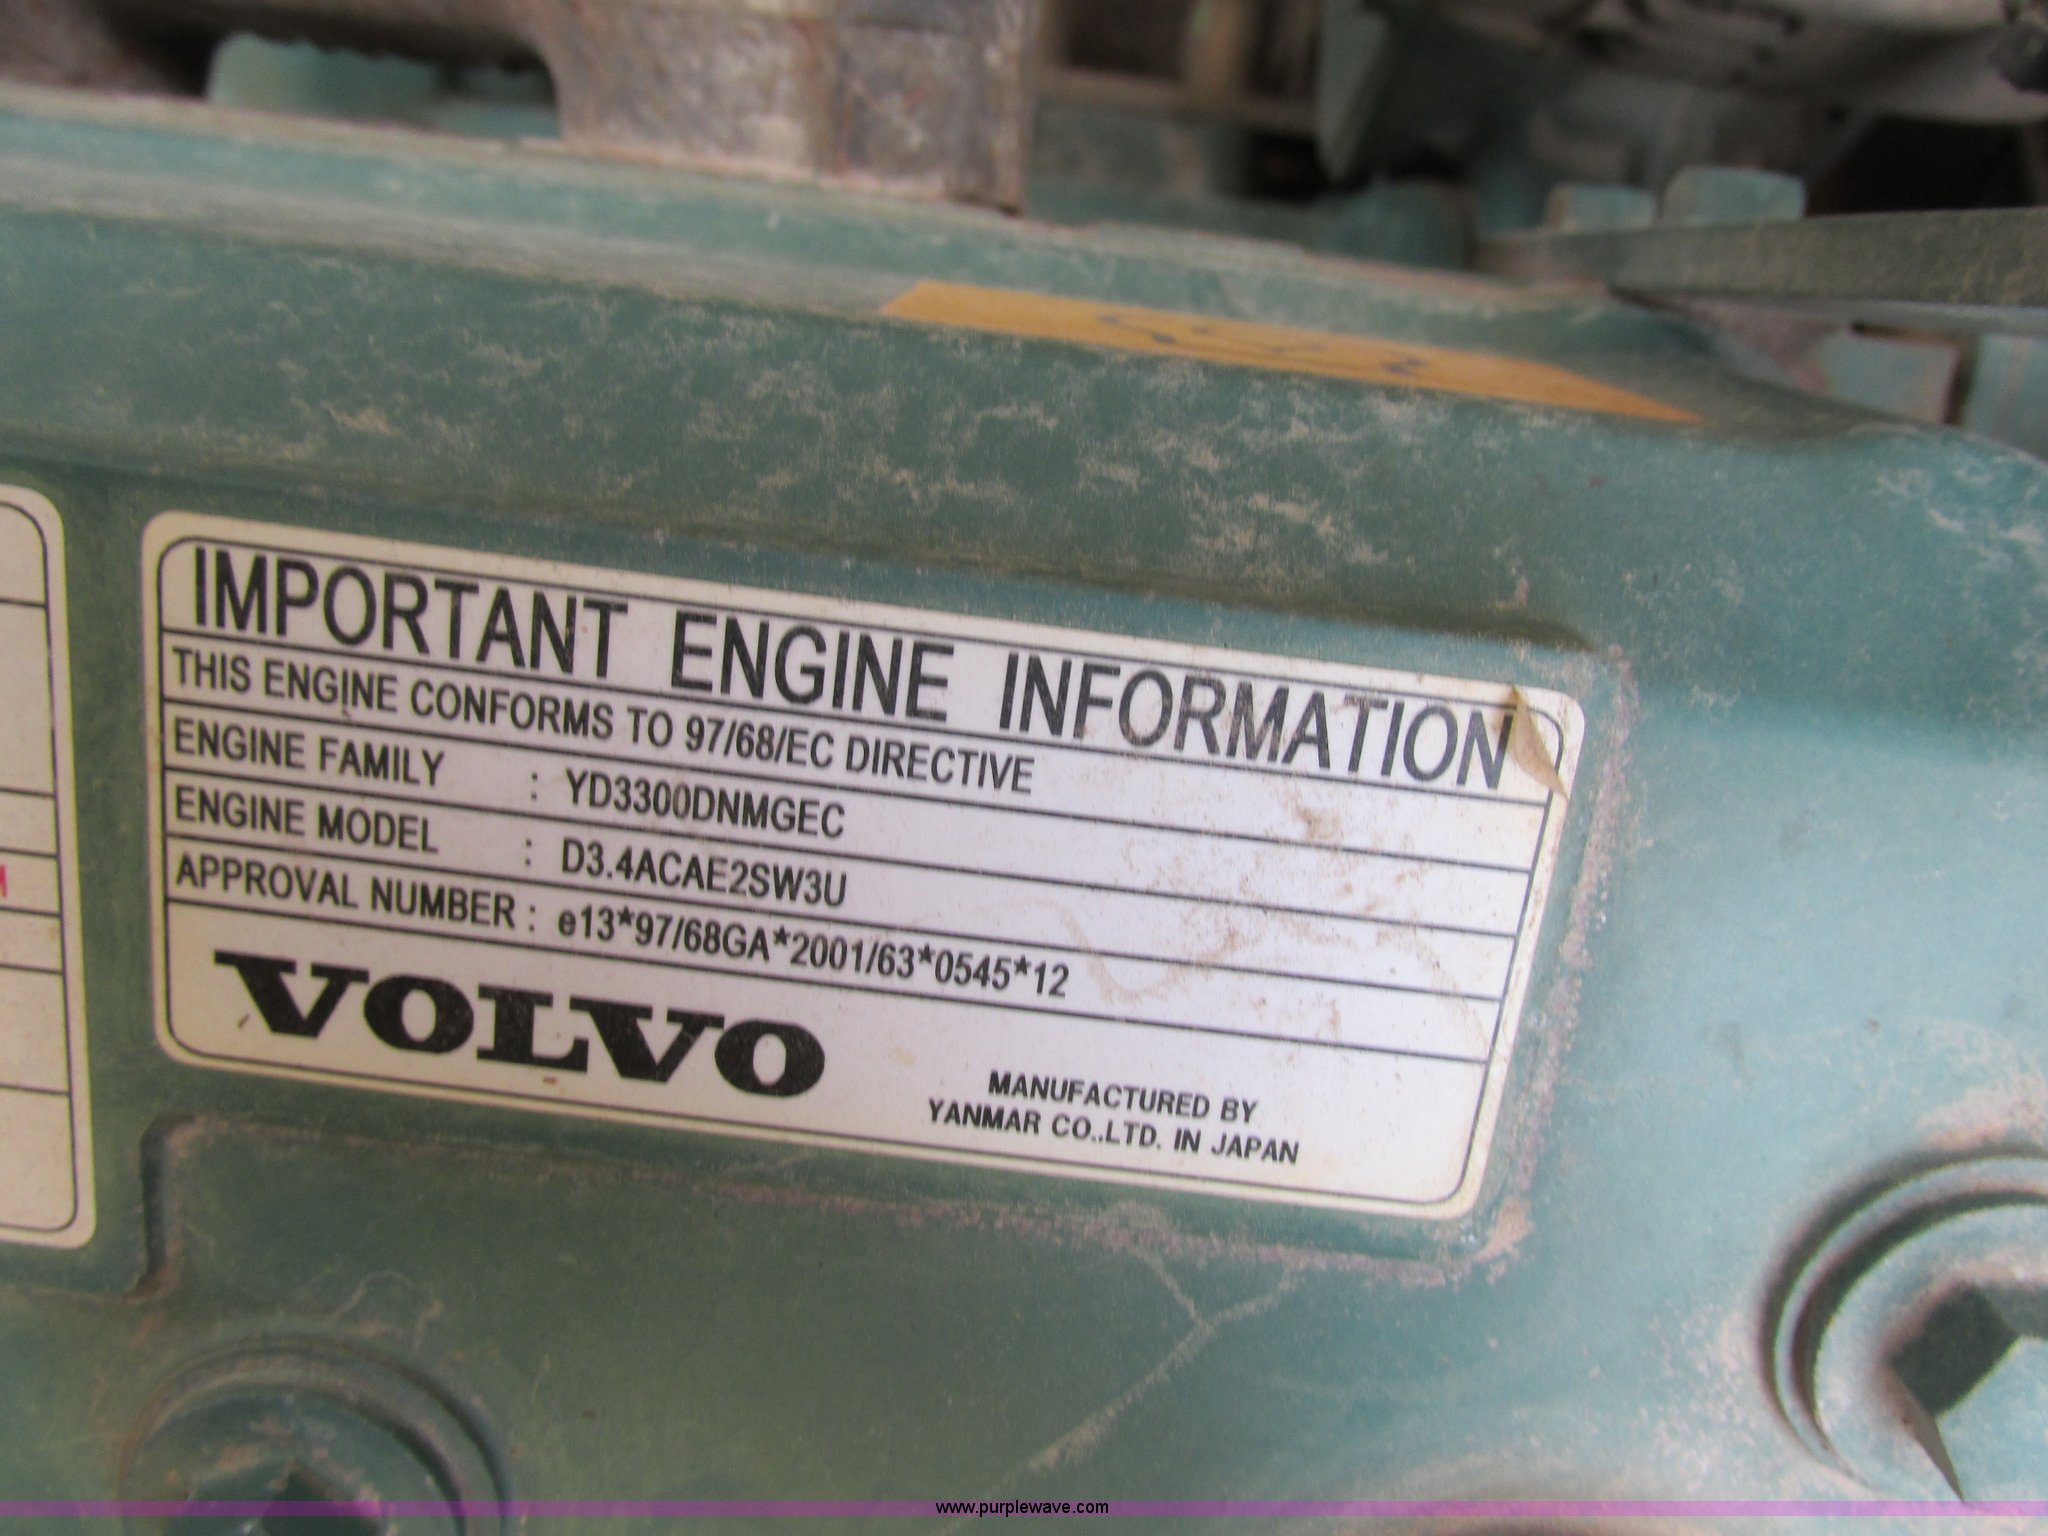 IMPORTANT ENGINE INFORMATION
THIS ENGINE CONFORMS TO 97/68/EC DIRECTIVE
ENGINE FAMILY : YD3300DNMGEC
ENGINE MODEL : D3.4ACAE2SW3U
APPROVAL NUMBER : e13*97/68GA*2001/63*0545*12
VOLVO
MANUFACTURED BY
YANMAR CO.,LTD. IN JAPAN
www.purplewave.com